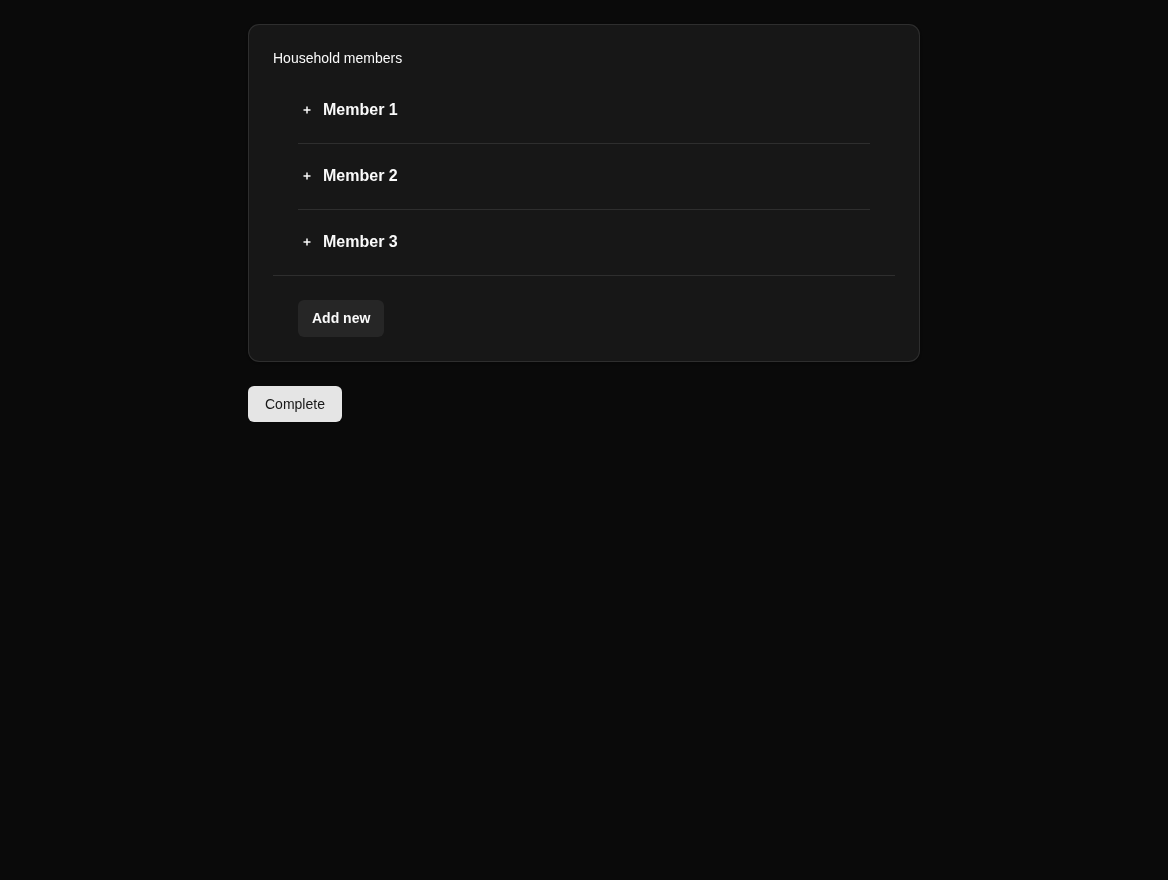 Household members
+ Member 1
+ Member 2
+ Member 3
Add new
Complete